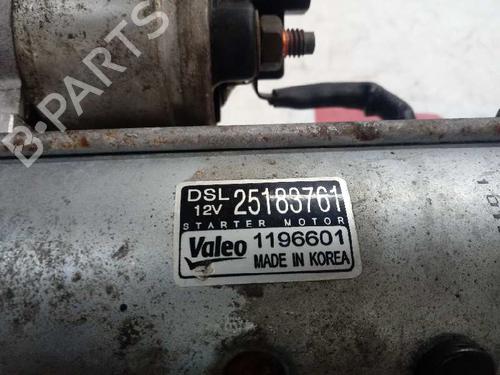 B-PARTS
DSL 12V 25183761
STARTER MOTOR
Valeo 1196601
MADE IN KOREA